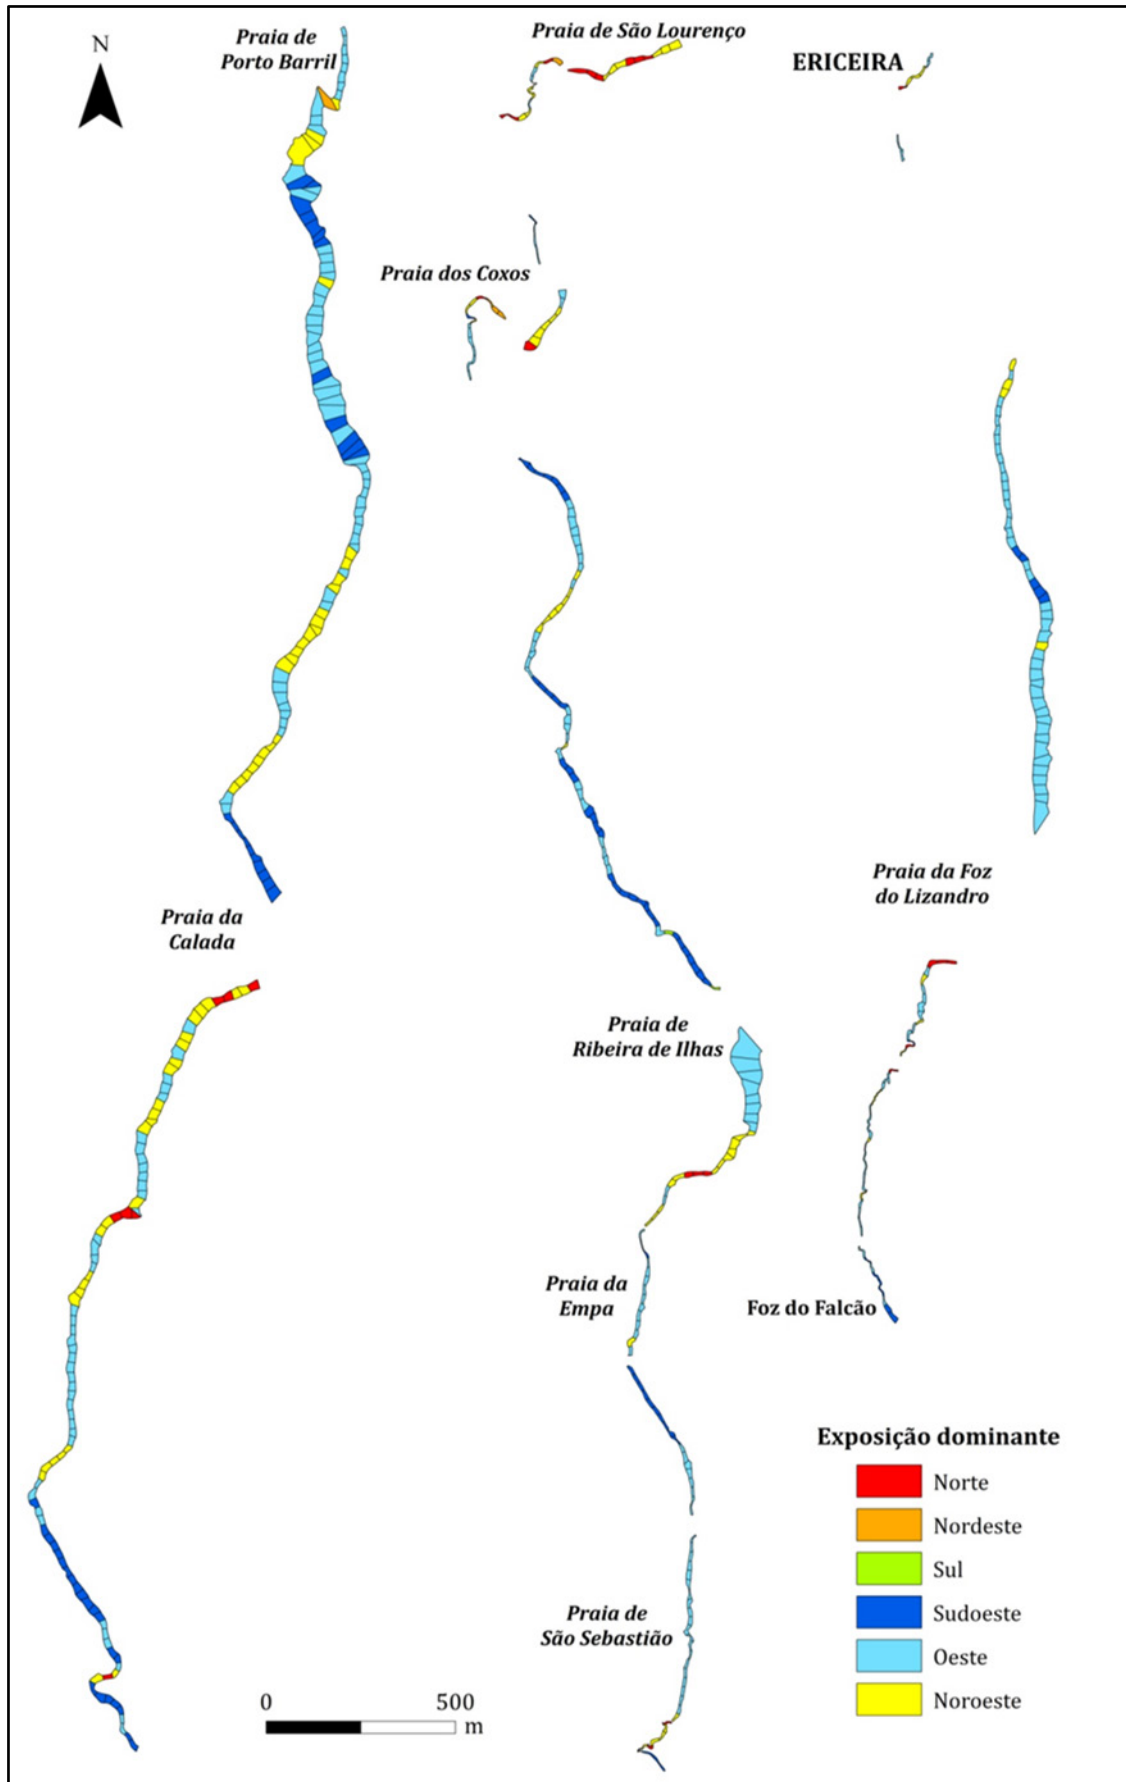 Praia de
Porto Barril
Praia de São Lourenço
ERICEIRA
N
Praia dos Coxos
Praia da Foz
do Lizandro
Praia da
Calada
Praia de
Ribeira de Ilhas
Praia da
Empa
Foz do Falcão
Exposição dominante
Norte
Nordeste
Sul
Sudoeste
Oeste
Noroeste
Praia de
São Sebastião
0 500
m